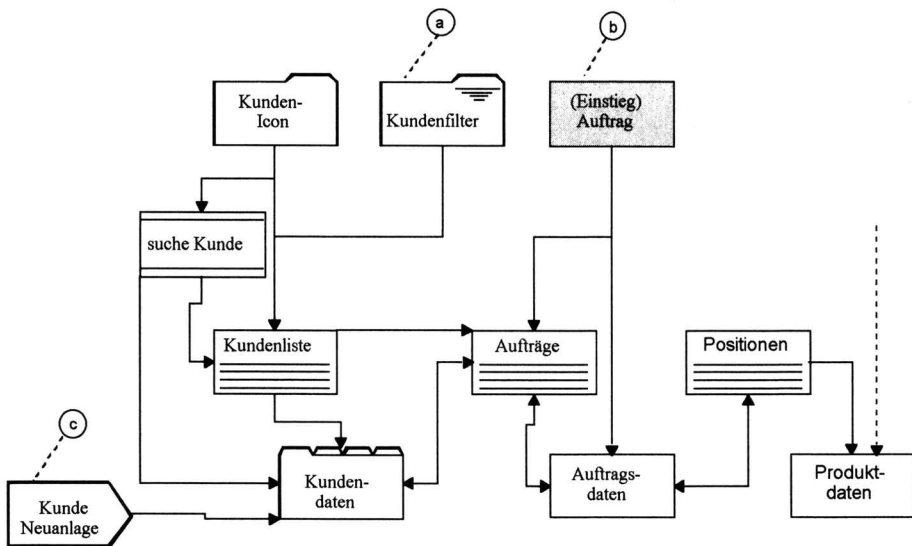 a
b
Kunden-
Icon
Kundenfilter
(Einstieg)
Auftrag
suche Kunde
Kundenliste
Aufträge
Positionen
c
Kunde
Neuanlage
Kunden-
daten
Auftrags-
daten
Produkt-
daten